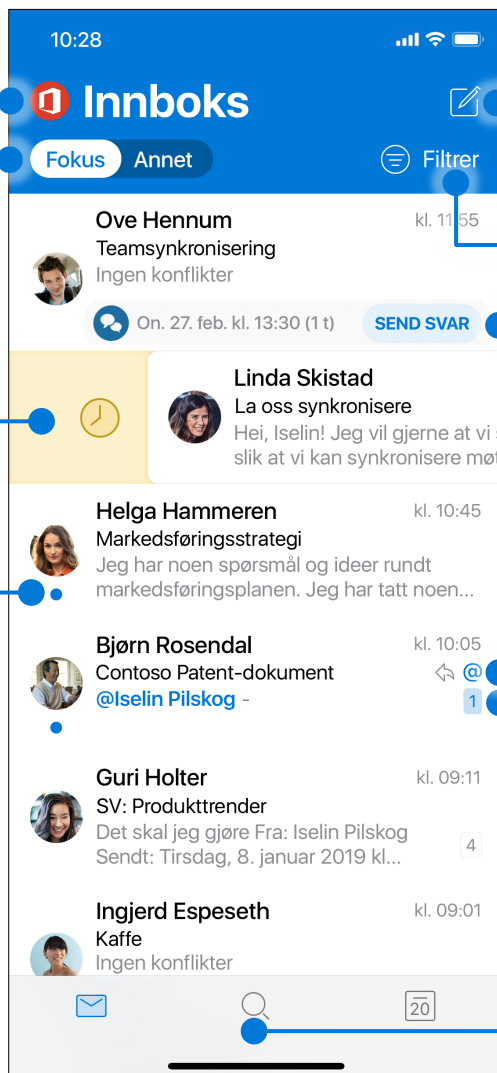 10:28
Innboks
Fokus Annet Filtrer
Ove Hennum kl. 11:55
Teamsynkronisering
Ingen konflikter
On. 27. feb. kl. 13:30 (1 t) SEND SVAR
Linda Skistad
La oss synkronisere
Hei, Iselin! Jeg vil gjerne at vi
slik at vi kan synkronisere
Helga Hammeren kl. 10:45
Markedsføringsstrategi
Jeg har noen spørsmål og ideer rundt
markedsføringsplanen. Jeg har tatt noen...
Bjørn Rosendal kl. 10:05
Contoso Patent-dokument @
@Iselin Pilskog - 1
Guri Holter kl. 09:11
SV: Produkttrender
Det skal jeg gjøre Fra: Iselin Pilskog
Sendt: Tirsdag, 8. januar 2019 kl... 4
Ingjerd Espeseth kl. 09:01
Kaffe
Ingen konflikter
20